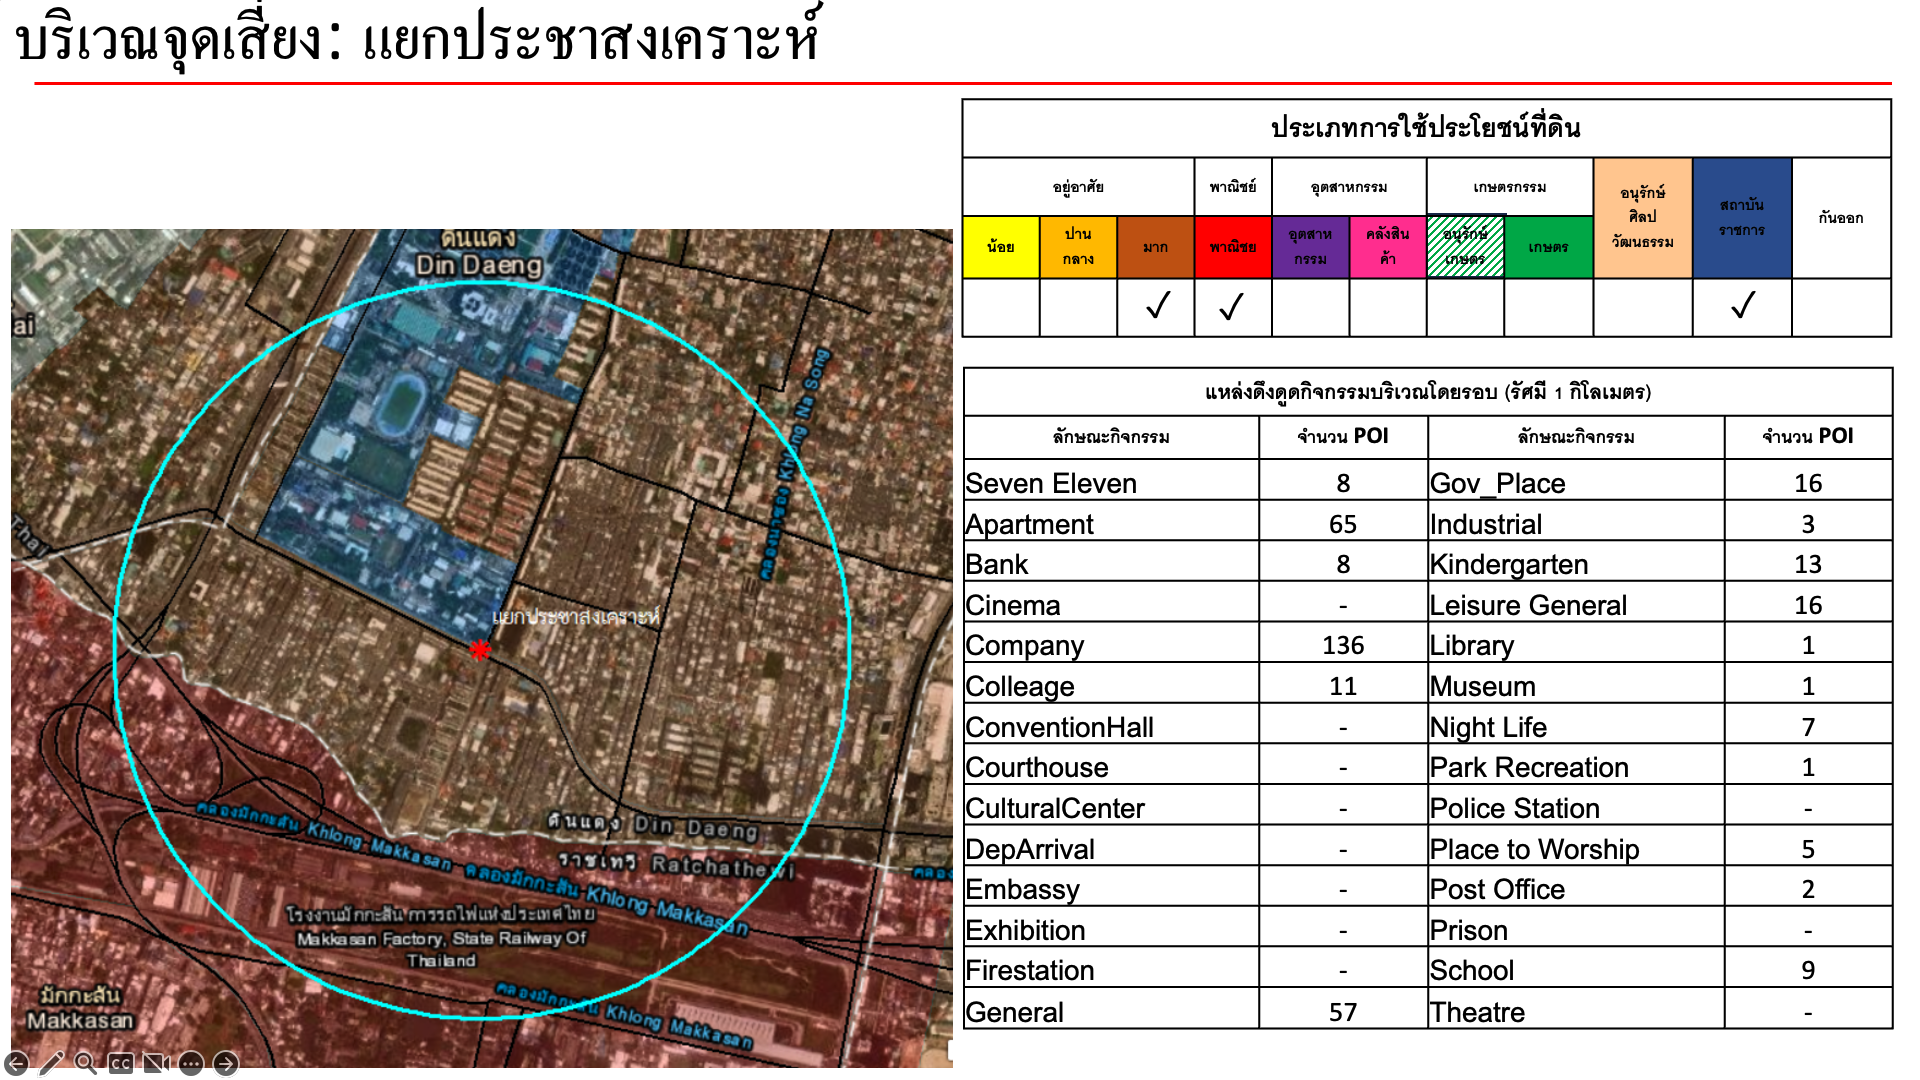 บริเวณจุดเสี่ยง: แยกประชาสงเคราะห์
ประเภทการใช้ประโยชน์ที่ดิน
อยู่อาศัย พาณิชย์ อุตสาหกรรม เกษตรกรรม อนุรักษ์ศิลปวัฒนธรรม สถาบันราชการ กันออก
น้อย ปานกลาง มาก พาณิชย อุตสาหกรรม คลังสินค้า อนุรักษ์เกษตร เกษตร
✓ ✓ ✓
แหล่งดึงดูดกิจกรรมบริเวณโดยรอบ (รัศมี 1 กิโลเมตร)
ลักษณะกิจกรรม จำนวน POI ลักษณะกิจกรรม จำนวน POI
Seven Eleven 8 Gov_Place 16
Apartment 65 Industrial 3
Bank 8 Kindergarten 13
Cinema - Leisure General 16
Company 136 Library 1
Colleage 11 Museum 1
ConventionHall - Night Life 7
Courthouse - Park Recreation 1
CulturalCenter - Police Station -
DepArrival - Place to Worship 5
Embassy - Post Office 2
Exhibition - Prison -
Firestation - School 9
General 57 Theatre -
ดินแดง
Din Daeng
ai
คลองนาซอง Khlong Na Song
Thai
แยกประชาสงเคราะห์
ดินแดง Din Daeng
ราชเทวี Ratchathewi
คลองมักกะสัน Khlong Makkasan คลองมักกะสัน Khlong Makkasan
คลอง
โรงงานมักกะสัน การรถไฟแห่งประเทศไทย
Makkasan Factory, State Railway Of
Thailand
คลองมักกะสัน Khlong Makkasan
มักกะสัน
Makkasan
CC